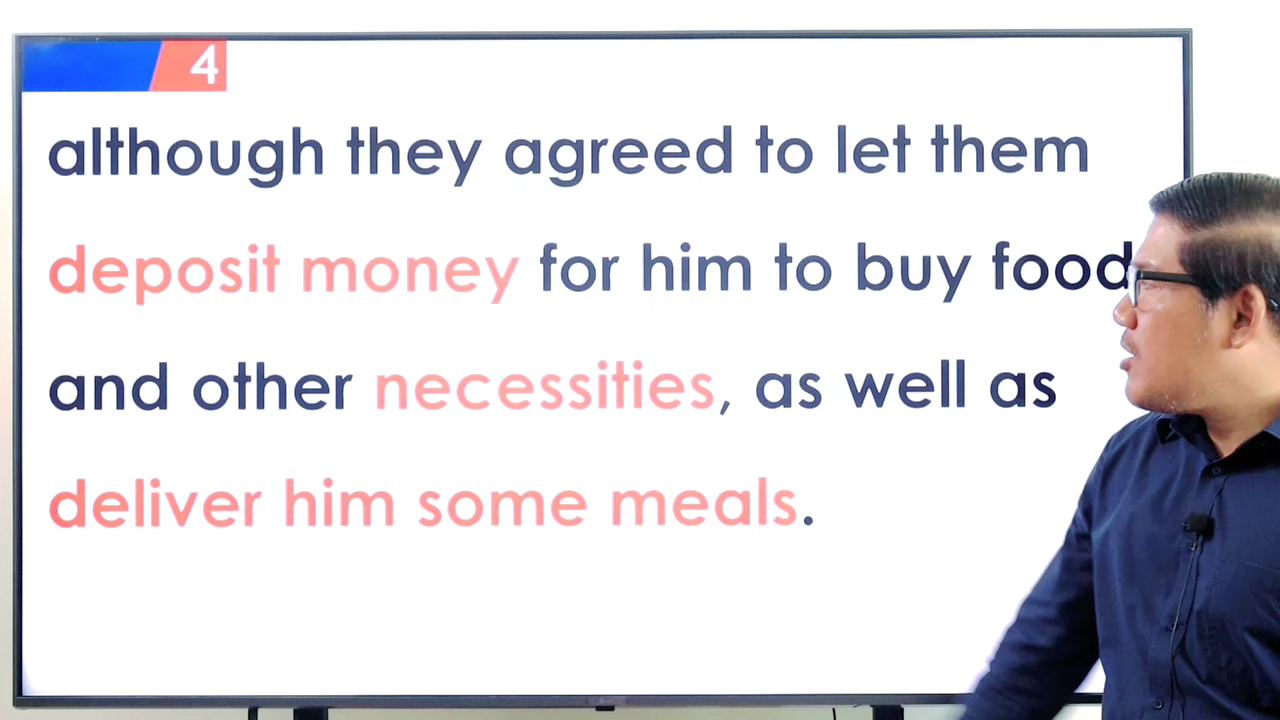 4
although they agreed to let them
deposit money for him to buy food
and other necessities, as well as
deliver him some meals.